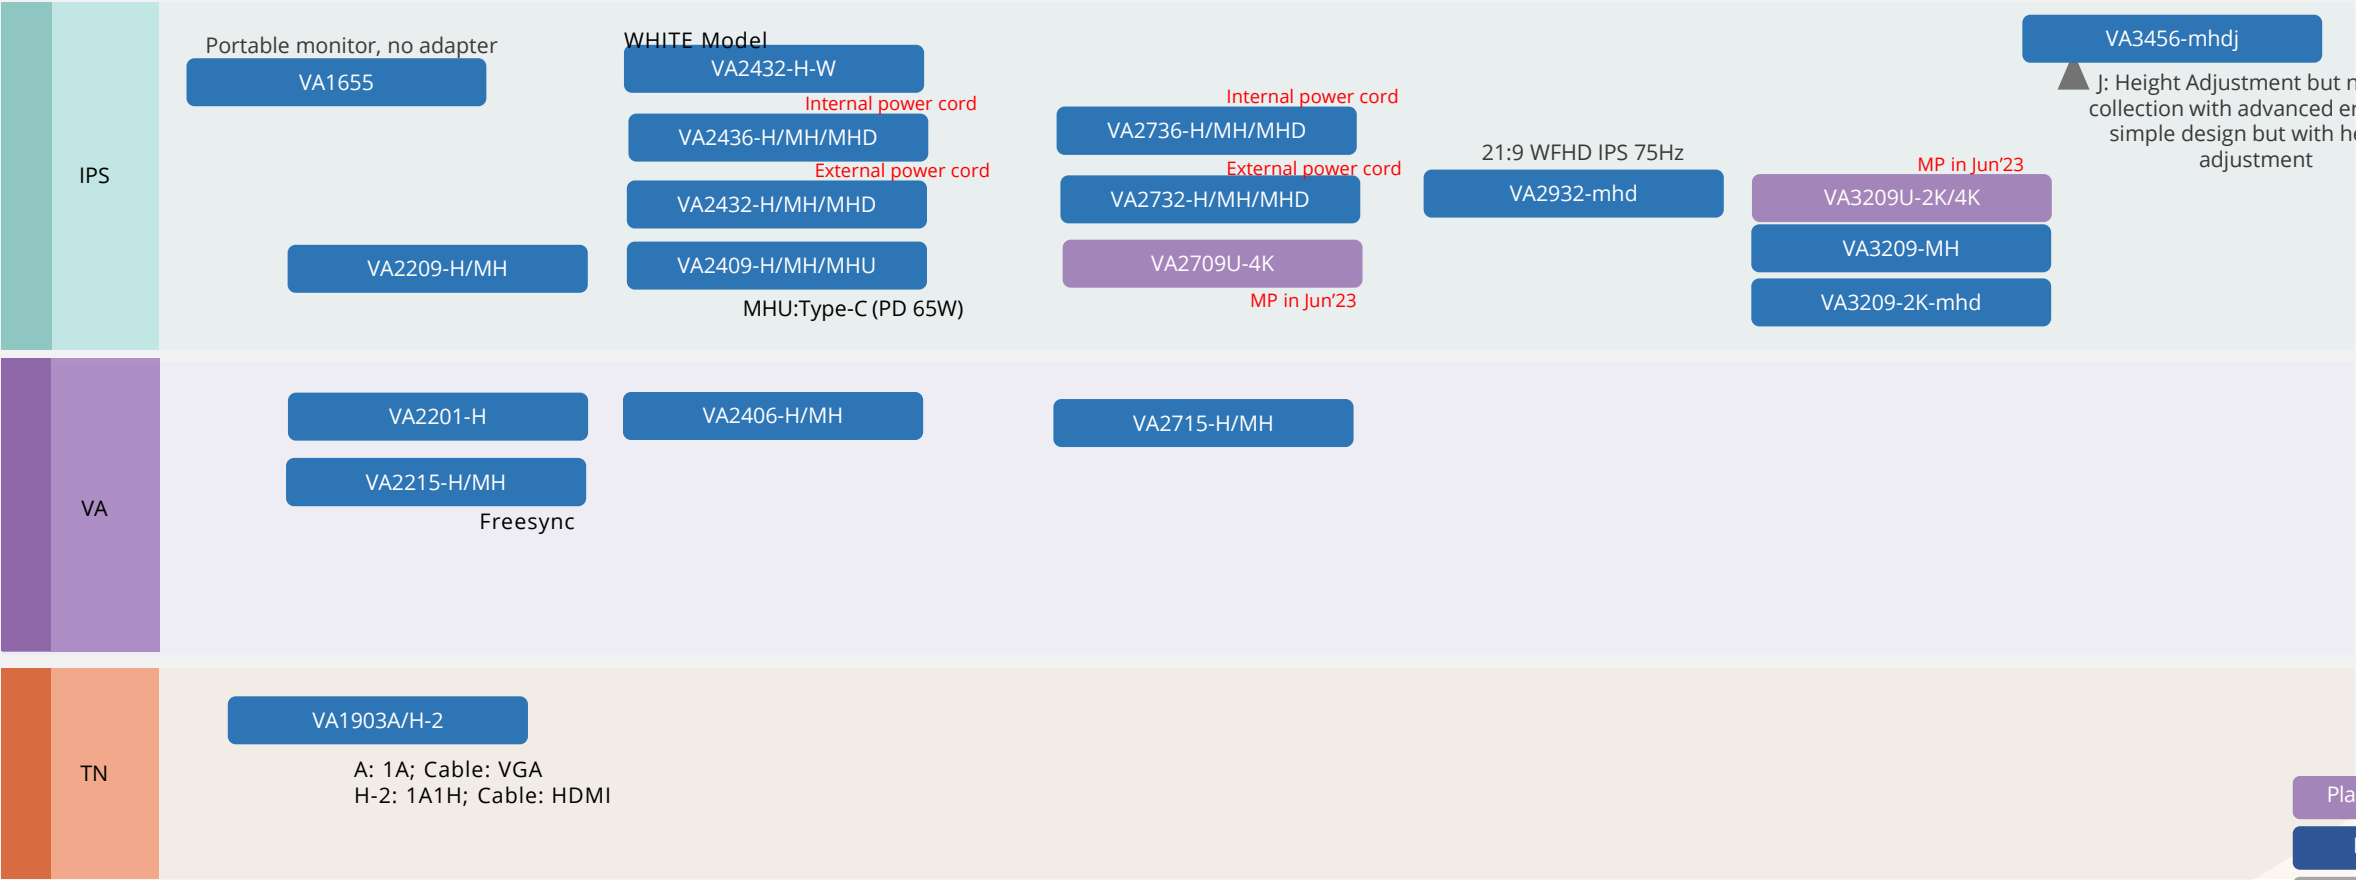 IPS
Portable monitor, no adapter
VA1655
VA2209-H/MH
WHITE Model
VA2432-H-W
Internal power cord
VA2436-H/MH/MHD
External power cord
VA2432-H/MH/MHD
VA2409-H/MH/MHU
MHU:Type-C (PD 65W)
Internal power cord
VA2736-H/MH/MHD
External power cord
VA2732-H/MH/MHD
VA2709U-4K
MP in Jun’23
21:9 WFHD IPS 75Hz
VA2932-mhd
MP in Jun’23
VA3209U-2K/4K
VA3209-MH
VA3209-2K-mhd
VA3456-mhdj
J: Height Adjustment but
collection with advanced
simple design but with
adjustment
VA
VA2201-H
VA2215-H/MH
Freesync
VA2406-H/MH
VA2715-H/MH
TN
VA1903A/H-2
A: 1A; Cable: VGA
H-2: 1A1H; Cable: HDMI